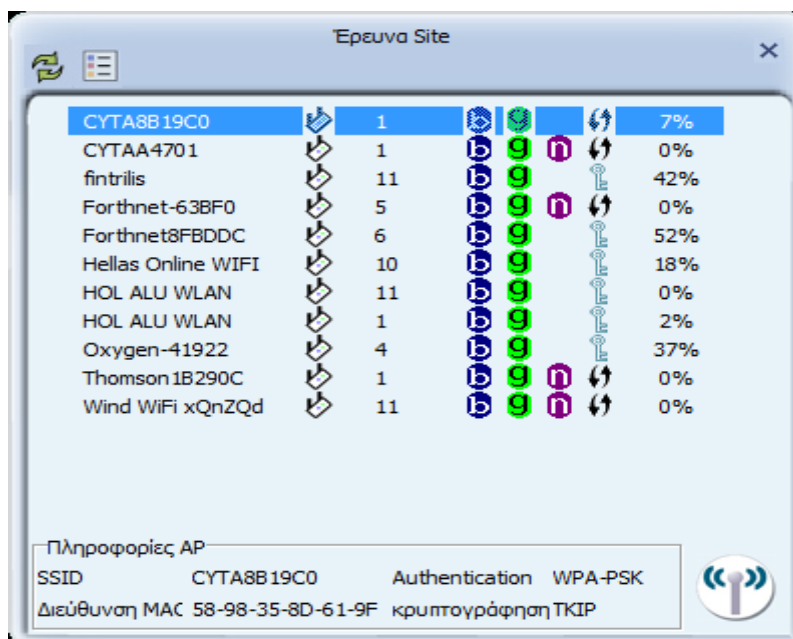 Έρευνα Site
CYTA8B19C0 1 b g 7%
CYTAA4701 1 b g n 0%
fintrilis 11 b g 42%
Forthnet-63BF0 5 b g n 0%
Forthnet8FBDDC 6 b g 52%
Hellas Online WIFI 10 b g 18%
HOL ALU WLAN 11 b g 0%
HOL ALU WLAN 1 b g 2%
Oxygen-41922 4 b g 37%
Thomson1B290C 1 b g n 0%
Wind WiFi xQnZQd 11 b g n 0%
Πληροφορίες AP
SSID CYTA8B19C0 Authentication WPA-PSK
Διεύθυνση MAC 58-98-35-8D-61-9F κρυπτογράφηση TKIP